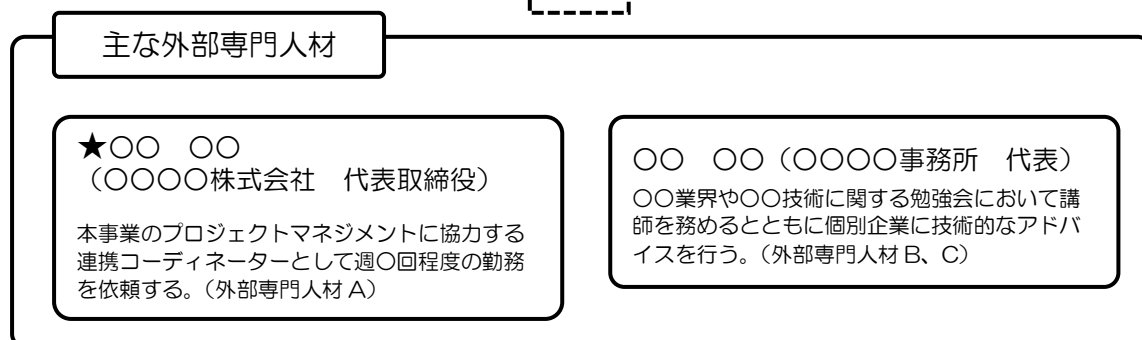 主な外部専門人材
★○○　○○
（○○○○株式会社　代表取締役）
本事業のプロジェクトマネジメントに協力する
連携コーディネーターとして週○回程度の勤務
を依頼する。（外部専門人材 A）
○○　○○（○○○○事務所　代表）
○○業界や○○技術に関する勉強会において講
師を務めるとともに個別企業に技術的なアドバ
イスを行う。（外部専門人材 B、C）